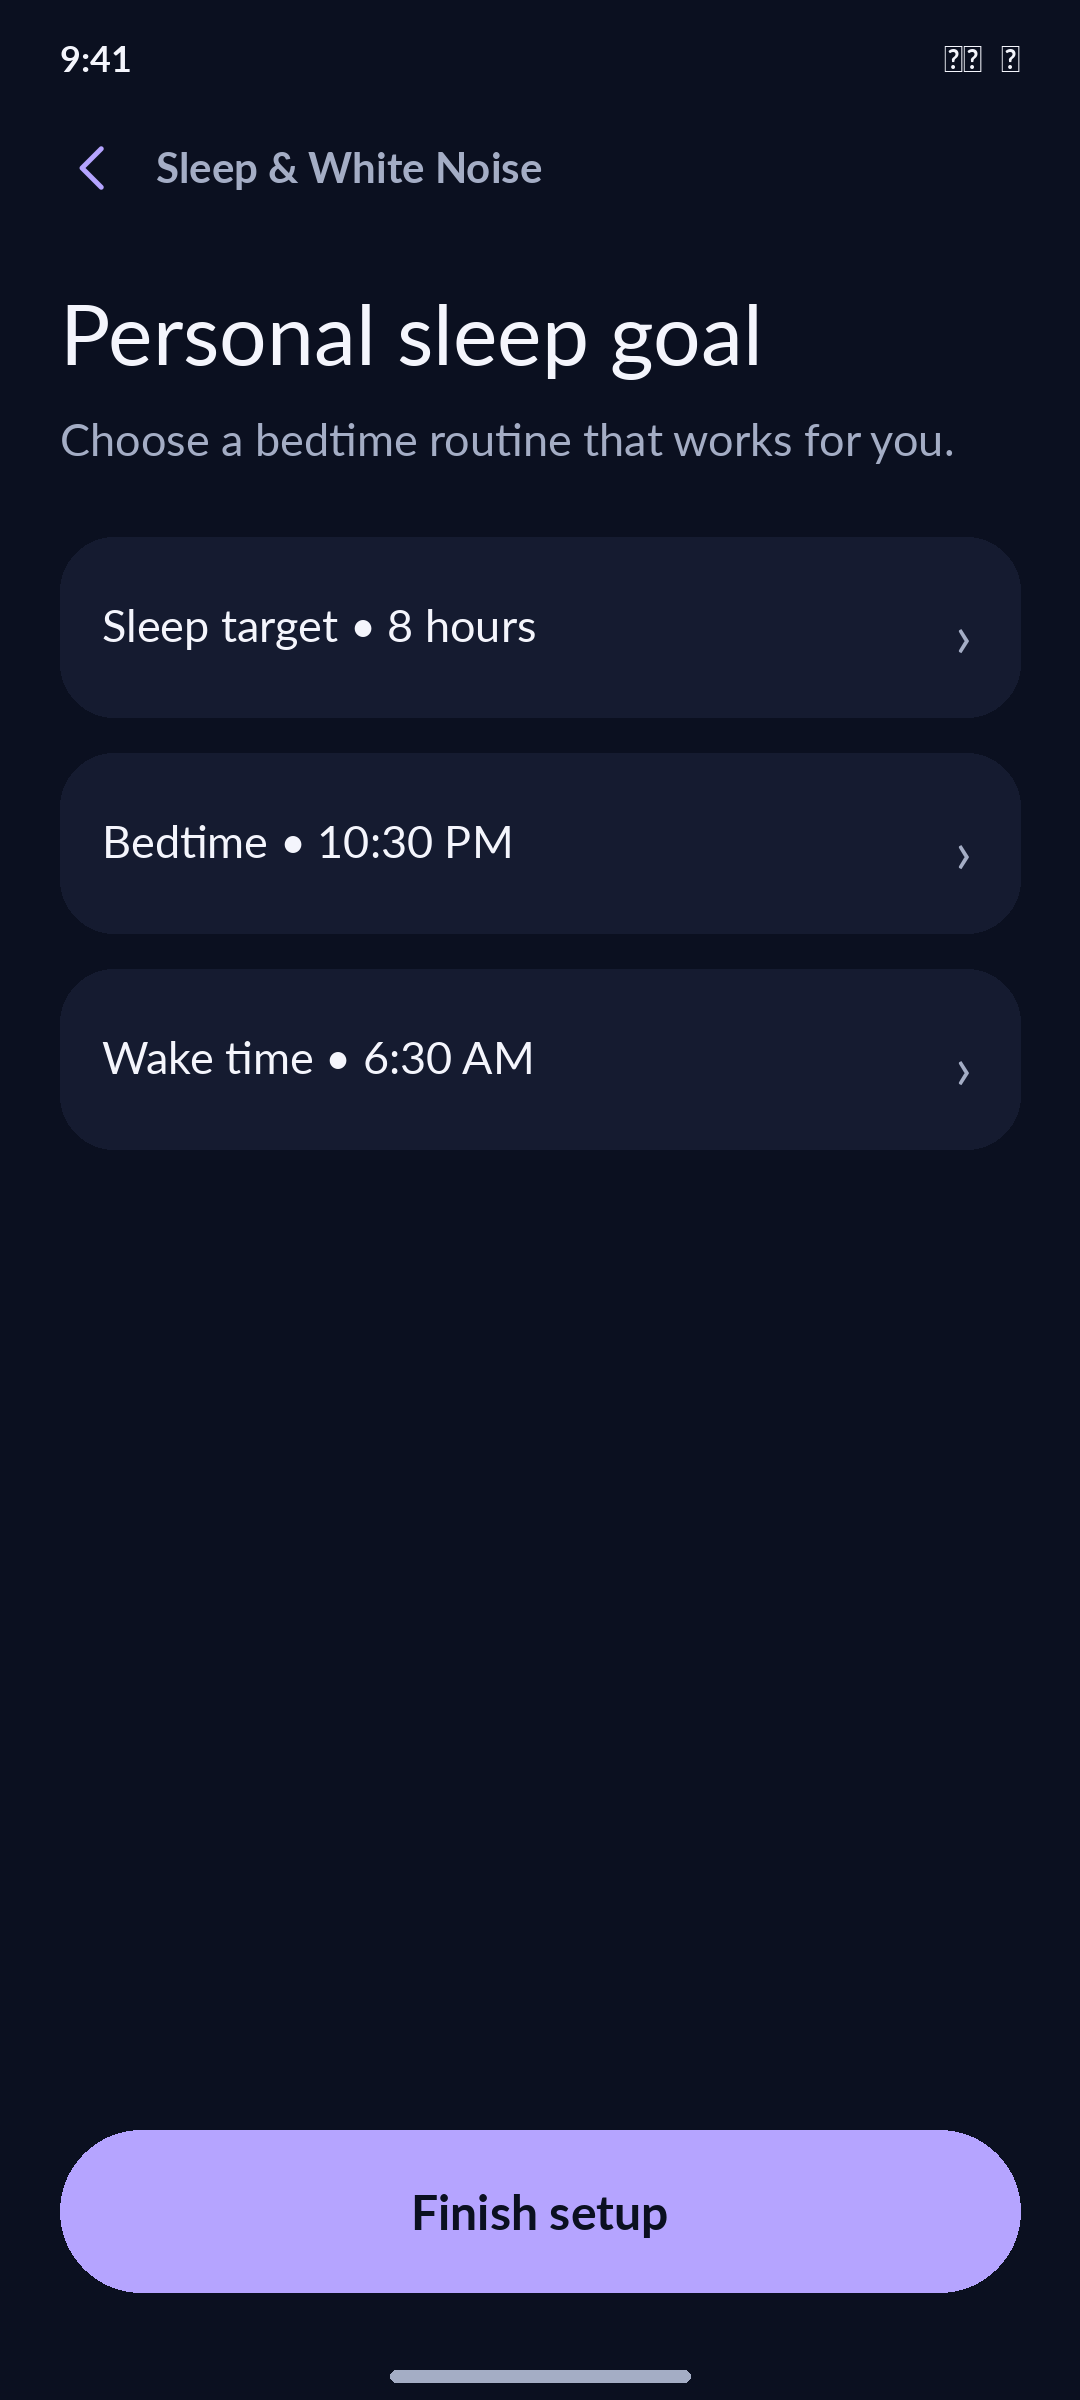 9:41
Sleep & White Noise
Personal sleep goal
Choose a bedtime routine that works for you.
Sleep target • 8 hours ›
Bedtime • 10:30 PM ›
Wake time • 6:30 AM ›
Finish setup